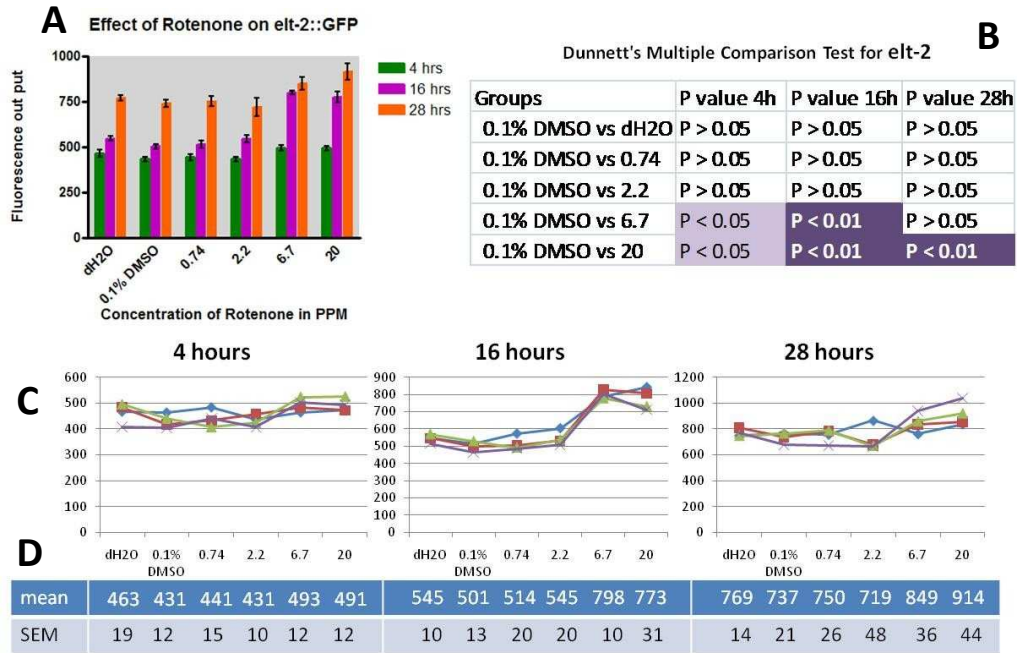 A
Effect of Rotenone on elt-2::GFP
Fluorescence out put
1000
750
500
250
0
dH2O
0.1% DMSO
0.74
2.2
6.7
20
Concentration of Rotenone in PPM
4 hrs
16 hrs
28 hrs
B
Dunnett's Multiple Comparison Test for elt-2
Groups P value 4h P value 16h P value 28h
0.1% DMSO vs dH2O P > 0.05 P > 0.05 P > 0.05
0.1% DMSO vs 0.74 P > 0.05 P > 0.05 P > 0.05
0.1% DMSO vs 2.2 P > 0.05 P > 0.05 P > 0.05
0.1% DMSO vs 6.7 P < 0.05 P < 0.01 P > 0.05
0.1% DMSO vs 20 P < 0.05 P < 0.01 P < 0.01
C
4 hours
600
500
400
300
200
100
0
dH2O 0.1% DMSO 0.74 2.2 6.7 20
16 hours
900
800
700
600
500
400
300
200
100
0
dH2O 0.1% DMSO 0.74 2.2 6.7 20
28 hours
1200
1000
800
600
400
200
0
dH2O 0.1% DMSO 0.74 2.2 6.7 20
D
mean 463 431 441 431 493 491 545 501 514 545 798 773 769 737 750 719 849 914
SEM 19 12 15 10 12 12 10 13 20 20 10 31 14 21 26 48 36 44